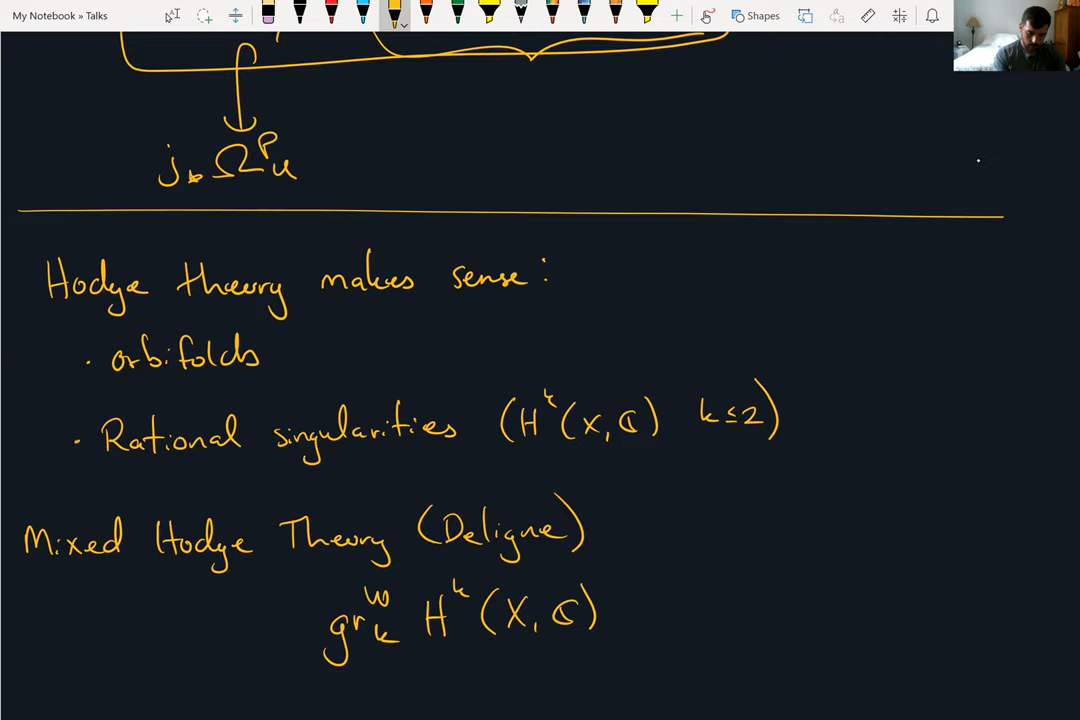 My Notebook » Talks
Shapes
j_* Ω^p_U
Hodge theory makes sense:
· orbifolds
· Rational singularities (H^k(X, ℂ) k ≤ 2)
Mixed Hodge Theory (Deligne)
gr^W_k H^k(X, ℂ)